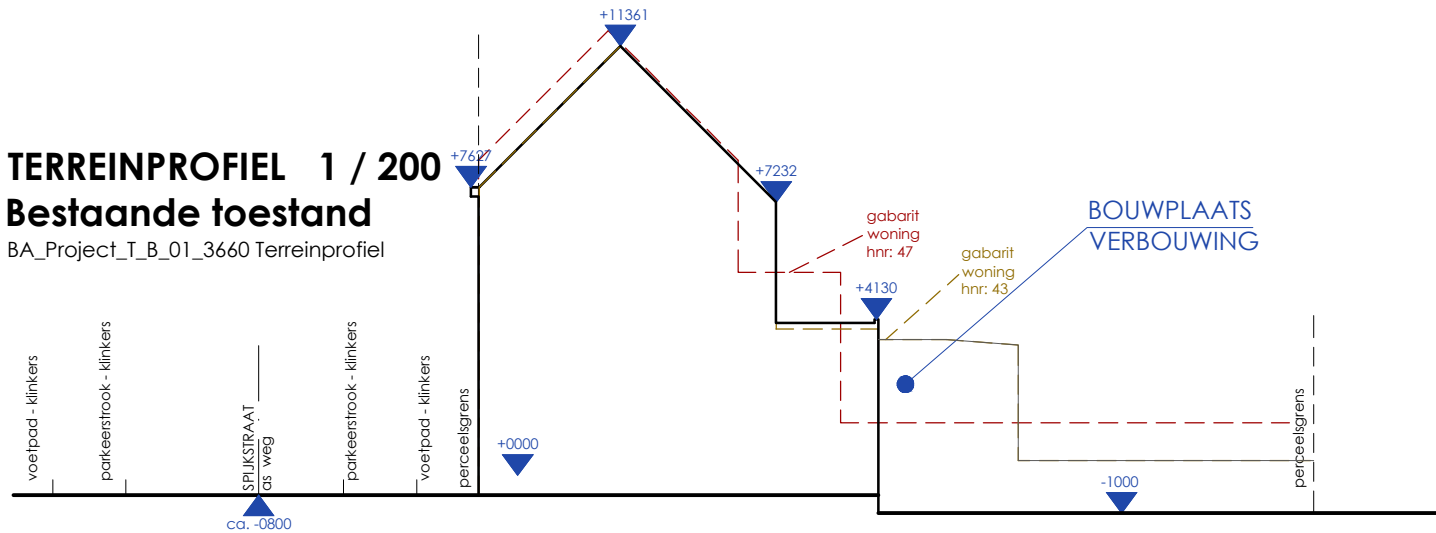 +11361
TERREINPROFIEL 1 / 200
+7627
Bestaande toestand
BA_Project_T_B_01_3660 Terreinprofiel
+7232
gabarit
woning
hnr: 47
BOUWPLAATS
VERBOUWING
gabarit
woning
hnr: 43
+4130
voetpad - klinkers
parkeerstrook - klinkers
SPIJKSTRAAT
as weg
parkeerstrook - klinkers
voetpad - klinkers
perceelsgrens
+0000
perceelsgrens
-1000
ca. -0800